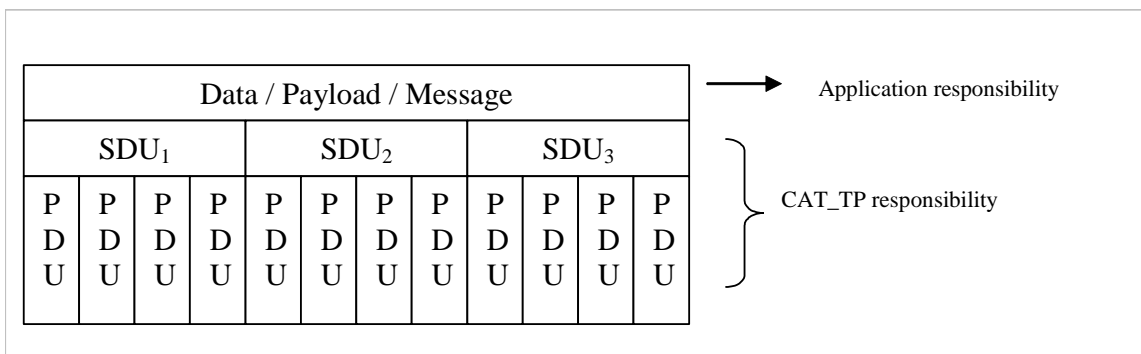 Data / Payload / Message
Application responsibility
SDU₁ SDU₂ SDU₃
CAT_TP responsibility
P P P P P P P P P P P P
D D D D D D D D D D D D
U U U U U U U U U U U U